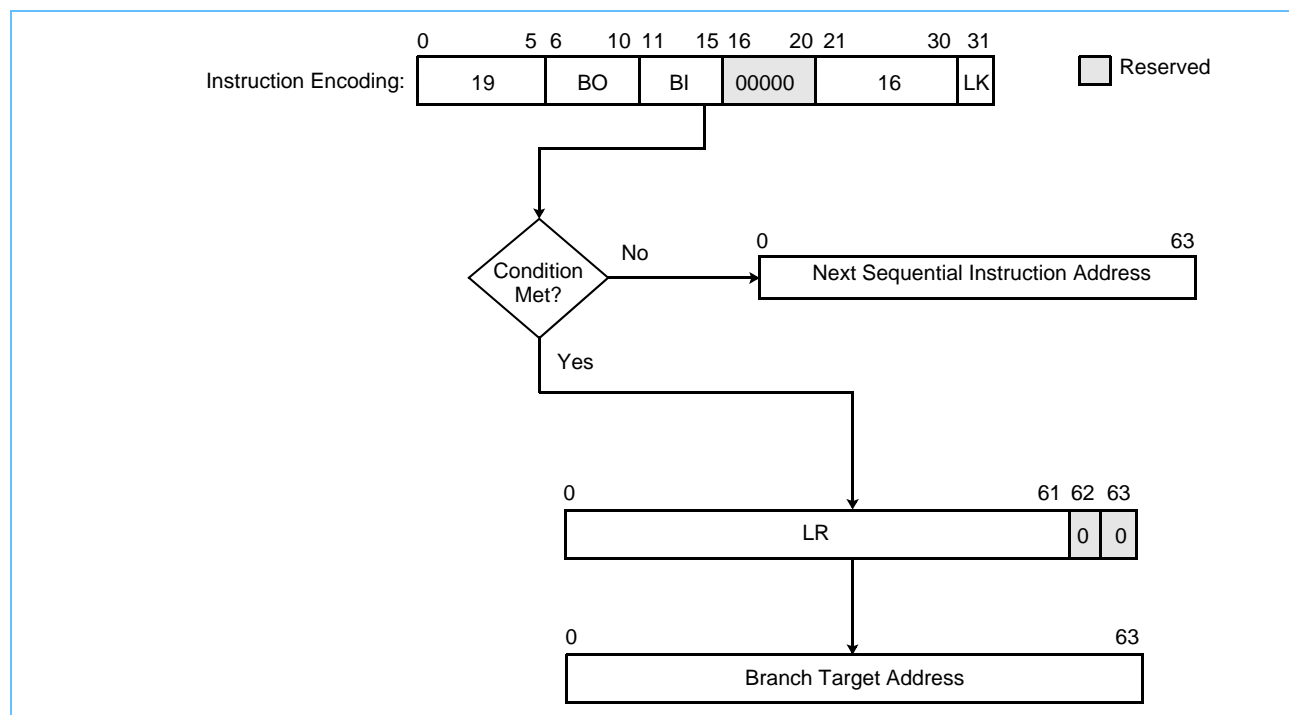 0 5 6 10 11 15 16 20 21 30 31
Instruction Encoding: 19 BO BI 00000 16 LK
Reserved
Condition
Met?
No
0 63
Next Sequential Instruction Address
Yes
0 61 62 63
LR 0 0
0 63
Branch Target Address